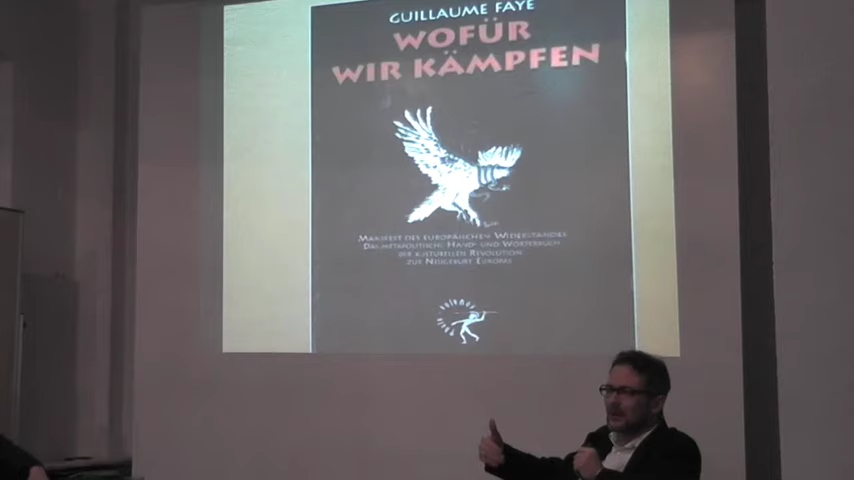 GUILLAUME FAYE
WOFÜR
WIR KÄMPFEN
MANIFEST DES EUROPÄISCHEN WIDERSTANDES
DAS METAPOLITISCHE HAND- UND WÖRTERBUCH
DER KULTURELLEN REVOLUTION
ZUR NEUGEBURT EUROPAS